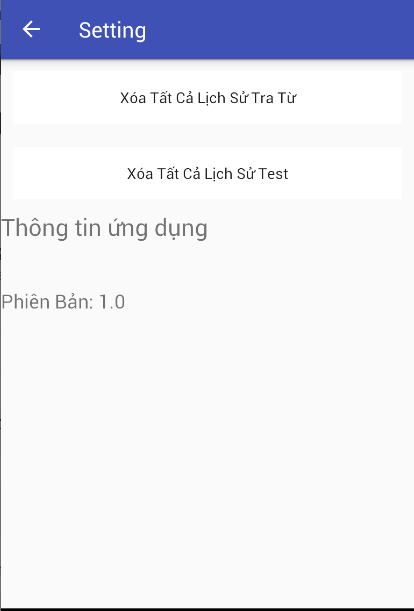 Setting
Xóa Tất Cả Lịch Sử Tra Từ
Xóa Tất Cả Lịch Sử Test
Thông tin ứng dụng
Phiên Bản: 1.0